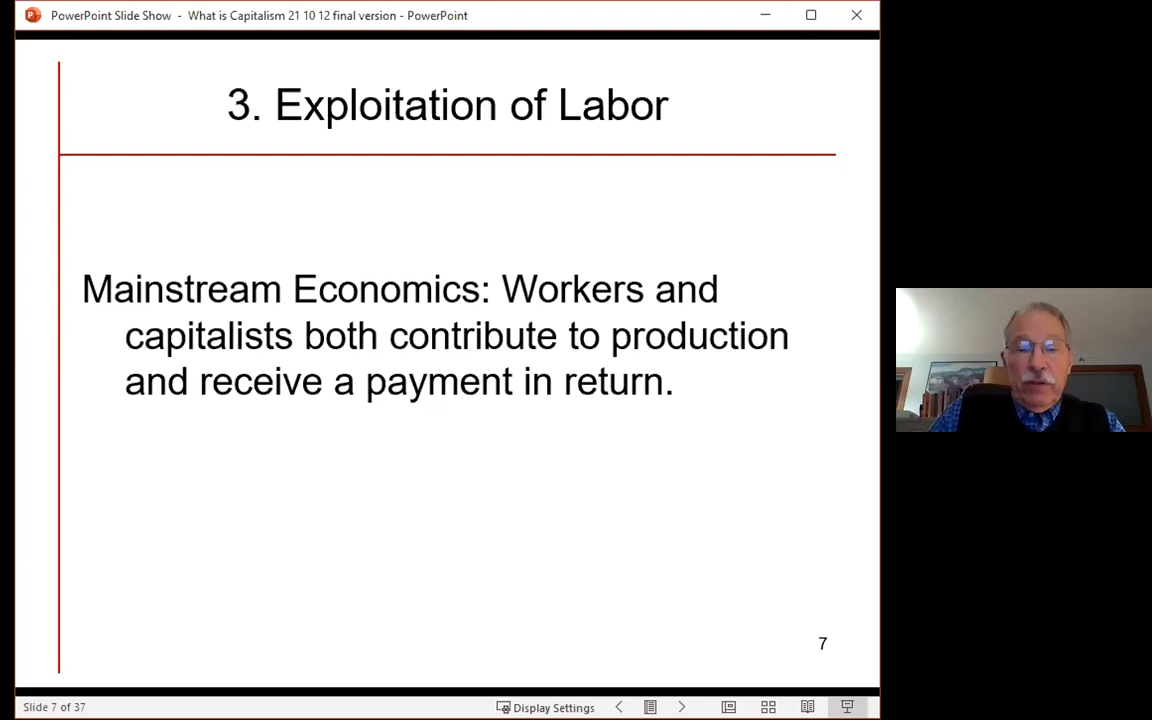 PowerPoint Slide Show - What is Capitalism 21 10 12 final version - PowerPoint
3. Exploitation of Labor
Mainstream Economics: Workers and
capitalists both contribute to production
and receive a payment in return.
7
Slide 7 of 37
Display Settings